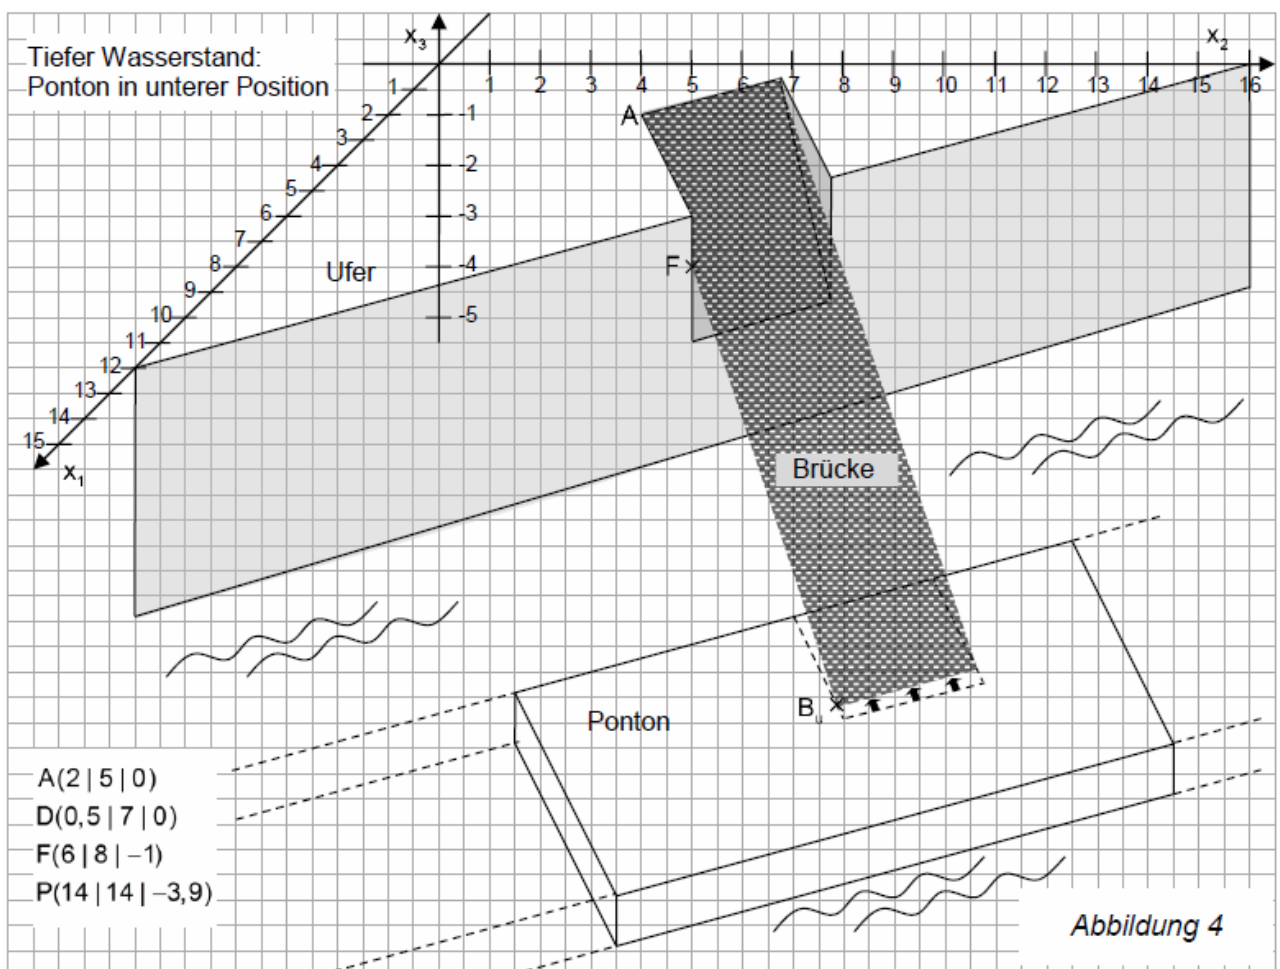 Tiefer Wasserstand:
Ponton in unterer Position
x₃
x₂
1 1 2 3 4 5 6 7 8 9 10 11 12 13 14 15 16
2
3
4
5
6
7
8
9
10
11
12
13
14
15
x₁
-1
-2
-3
-4
-5
A
F
Ufer
Brücke
Bᵤ
Ponton
A(2 | 5 | 0)
D(0,5 | 7 | 0)
F(6 | 8 | −1)
P(14 | 14 | −3,9)
Abbildung 4